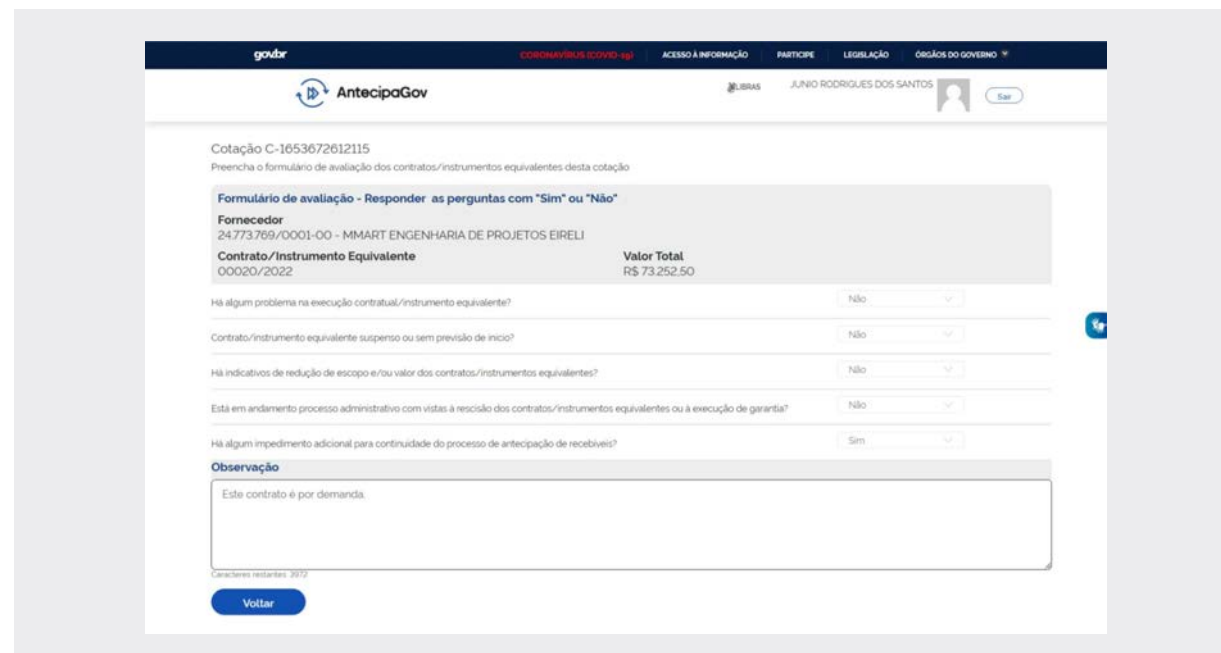 govbr
CORONAVÍRUS (COVID-19) ACESSO À INFORMAÇÃO PARTICIPE LEGISLAÇÃO ÓRGÃOS DO GOVERNO
AntecipaGov
LIBRAS JUNIO RODRIGUES DOS SANTOS Sair
Cotação C-1653672612115
Preencha o formulário de avaliação dos contratos/instrumentos equivalentes desta cotação
Formulário de avaliação - Responder as perguntas com "Sim" ou "Não"
Fornecedor
24.773.769/0001-00 - MMART ENGENHARIA DE PROJETOS EIRELI
Contrato/Instrumento Equivalente Valor Total
00020/2022 R$ 73.252,50
Há algum problema na execução contratual/instrumento equivalente? Não
Contrato/instrumento equivalente suspenso ou sem previsão de inicio? Não
Há indicativos de redução de escopo e/ou valor dos contratos/instrumentos equivalentes? Não
Está em andamento processo administrativo com vistas à rescisão dos contratos/instrumentos equivalentes ou à execução de garantia? Não
Há algum impedimento adicional para continuidade do processo de antecipação de recebíveis? Sim
Observação
Este contrato é por demanda.
Caracteres restantes: 3972
Voltar